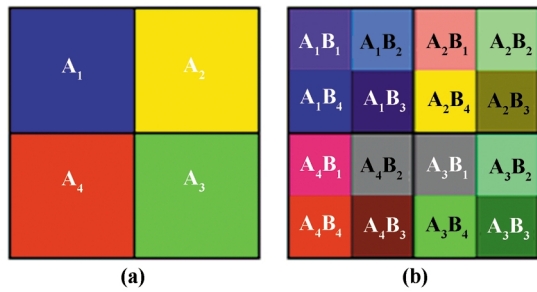 A₁ A₂
A₄ A₃
(a)
A₁B₁ A₁B₂ A₂B₁ A₂B₂
A₁B₄ A₁B₃ A₂B₄ A₂B₃
A₄B₁ A₄B₂ A₃B₁ A₃B₂
A₄B₄ A₄B₃ A₃B₄ A₃B₃
(b)